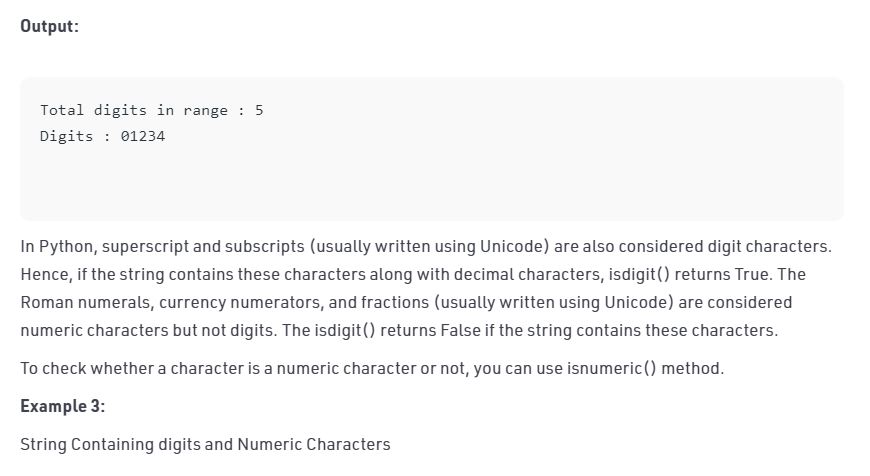 Output:
Total digits in range : 5
Digits : 01234
In Python, superscript and subscripts (usually written using Unicode) are also considered digit characters.
Hence, if the string contains these characters along with decimal characters, isdigit() returns True. The
Roman numerals, currency numerators, and fractions (usually written using Unicode) are considered
numeric characters but not digits. The isdigit() returns False if the string contains these characters.
To check whether a character is a numeric character or not, you can use isnumeric() method.
Example 3:
String Containing digits and Numeric Characters